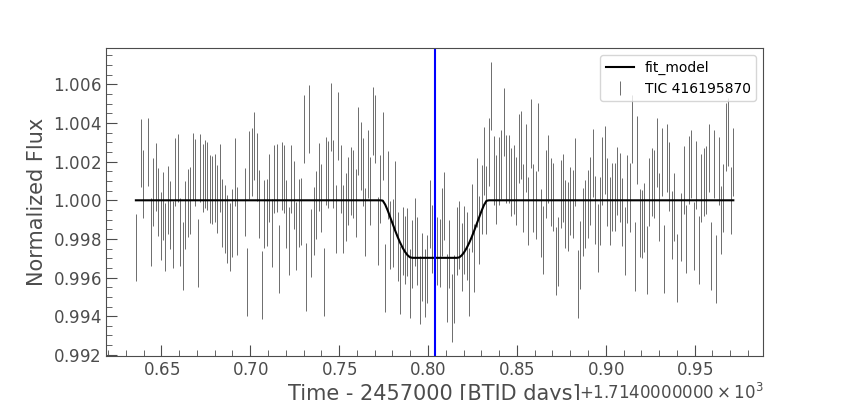 fit_model
TIC 416195870
Normalized Flux
1.006
1.004
1.002
1.000
0.998
0.996
0.994
0.992
0.65 0.70 0.75 0.80 0.85 0.90 0.95
Time - 2457000 [BTJD days]
+1.7140000000 × 10³